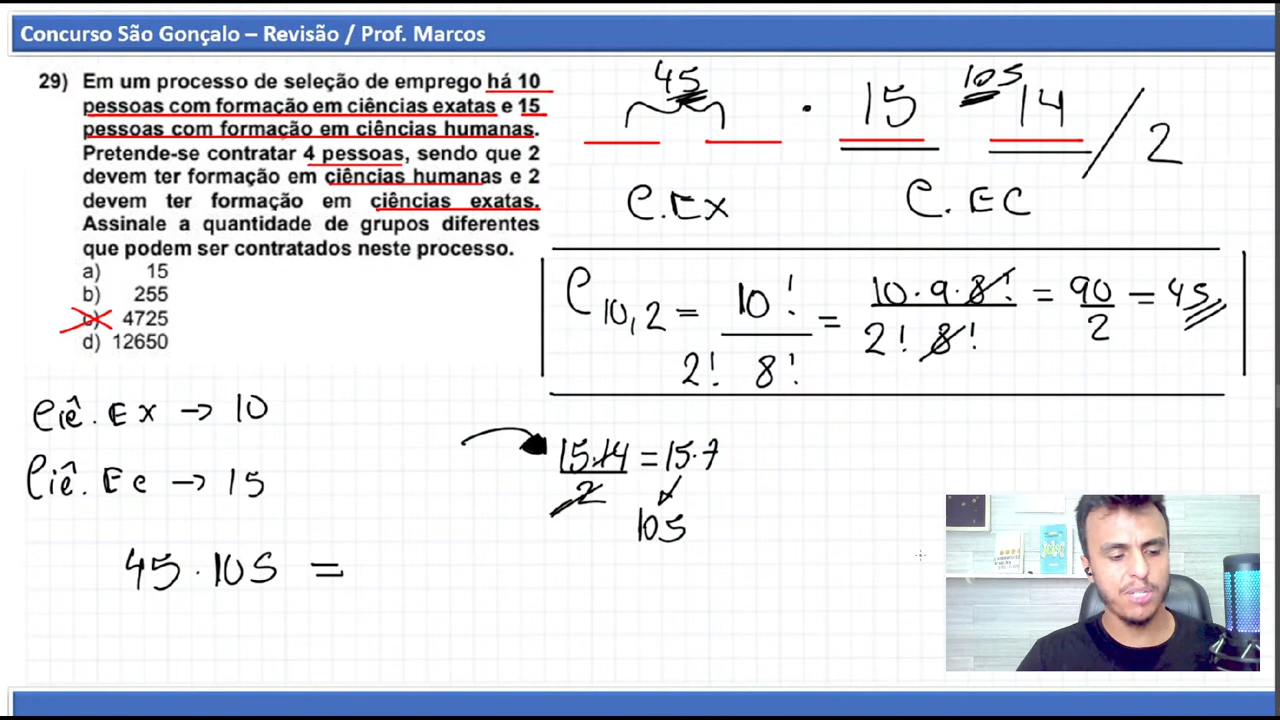 Concurso São Gonçalo – Revisão / Prof. Marcos
29) Em um processo de seleção de emprego há 10
pessoas com formação em ciências exatas e 15
pessoas com formação em ciências humanas.
Pretende-se contratar 4 pessoas, sendo que 2
devem ter formação em ciências humanas e 2
devem ter formação em ciências exatas.
Assinale a quantidade de grupos diferentes
que podem ser contratados neste processo.
a) 15
b) 255
c) 4725
d) 12650
45 105
· 15 14 / 2
C.Ex C.EC
C10,2 = 10! / 2! 8! = 10·9·8! / 2! 8! = 90 / 2 = 45
Ciê. Ex → 10
Ciê. Ec → 15
15·14 / 2 = 15·7
105
45·105 =